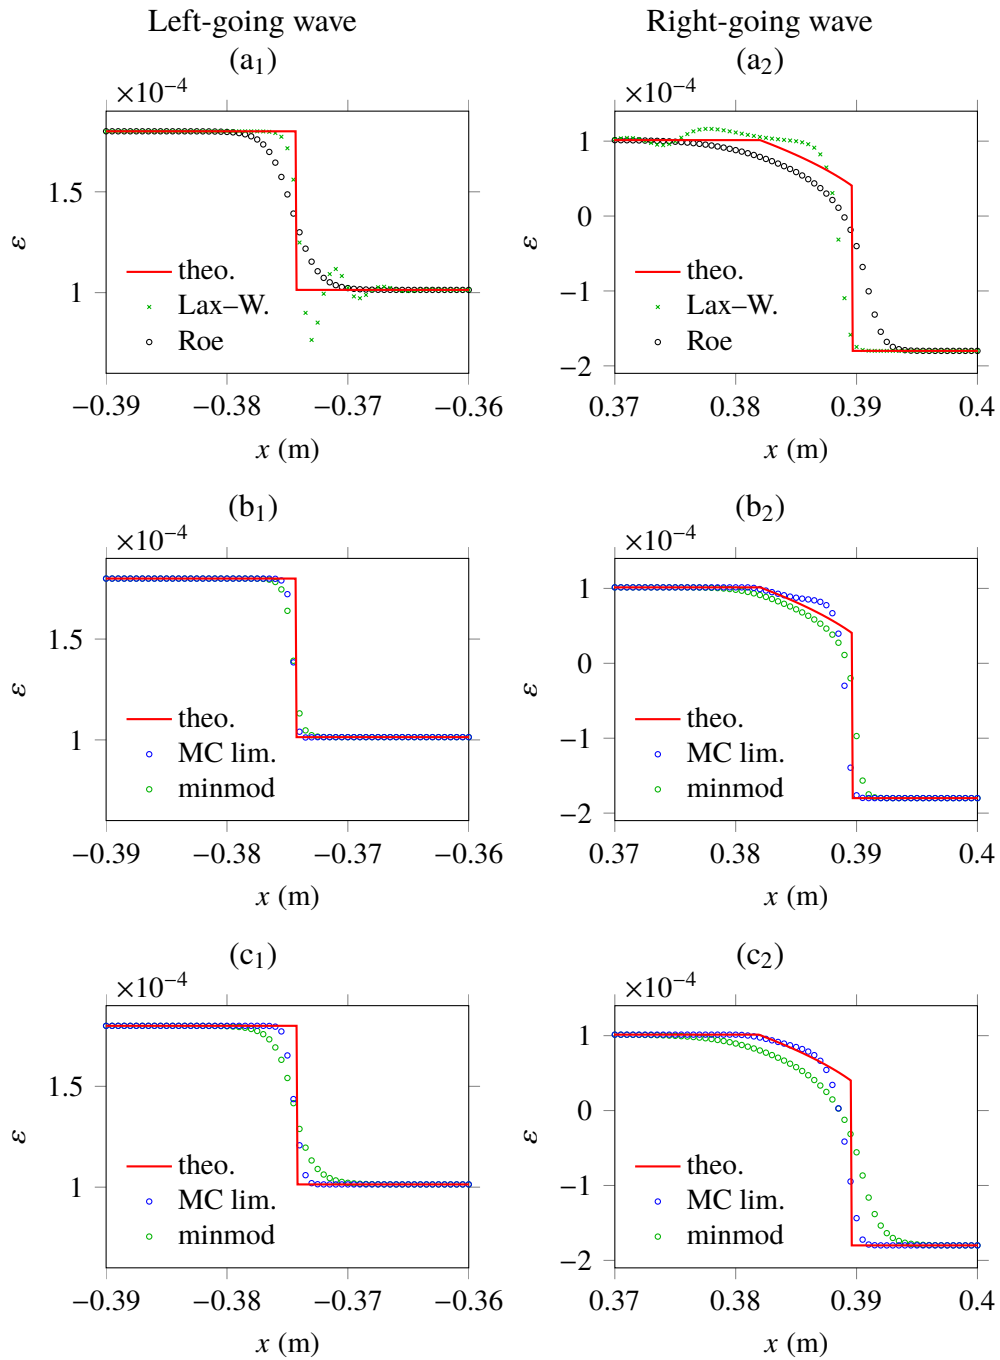 Left-going wave
Right-going wave
(a₁)
(a₂)
×10⁻⁴
×10⁻⁴
1.5
1
ε
theo.
Lax–W.
Roe
−0.39 −0.38 −0.37 −0.36
x (m)
1
0
−1
−2
ε
theo.
Lax–W.
Roe
0.37 0.38 0.39 0.4
x (m)
(b₁)
(b₂)
×10⁻⁴
×10⁻⁴
1.5
1
ε
theo.
MC lim.
minmod
−0.39 −0.38 −0.37 −0.36
x (m)
1
0
−1
−2
ε
theo.
MC lim.
minmod
0.37 0.38 0.39 0.4
x (m)
(c₁)
(c₂)
×10⁻⁴
×10⁻⁴
1.5
1
ε
theo.
MC lim.
minmod
−0.39 −0.38 −0.37 −0.36
x (m)
1
0
−1
−2
ε
theo.
MC lim.
minmod
0.37 0.38 0.39 0.4
x (m)